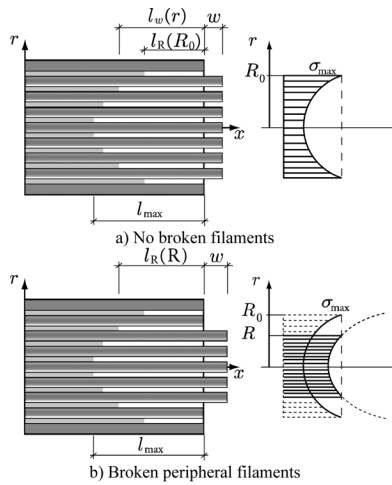 r
l_w(r)
w
l_R(R_0)
x
l_max
r
R_0
σ_max
a) No broken filaments
r
l_R(R)
w
x
l_max
r
R_0
R
σ_max
b) Broken peripheral filaments